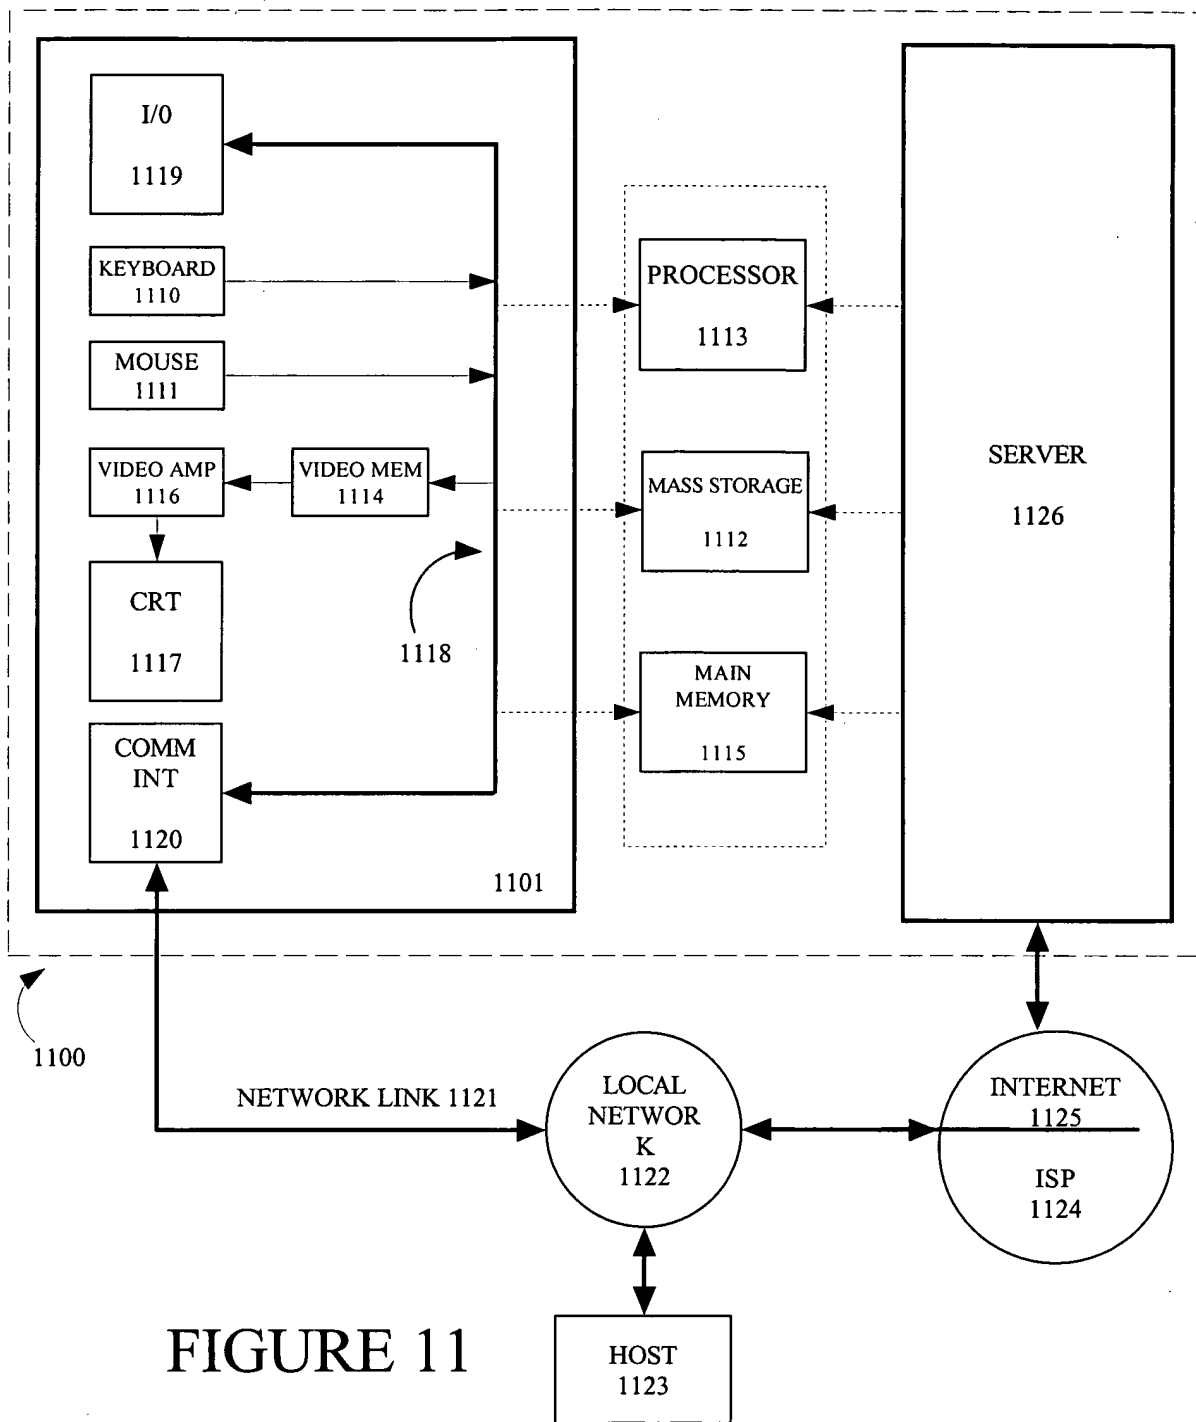 I/0
1119
KEYBOARD
1110
MOUSE
1111
VIDEO AMP
1116
VIDEO MEM
1114
CRT
1117
1118
COMM
INT
1120
1101
PROCESSOR
1113
MASS STORAGE
1112
MAIN
MEMORY
1115
SERVER
1126
1100
NETWORK LINK 1121
LOCAL
NETWOR
K
1122
INTERNET
1125
ISP
1124
HOST
1123
FIGURE 11